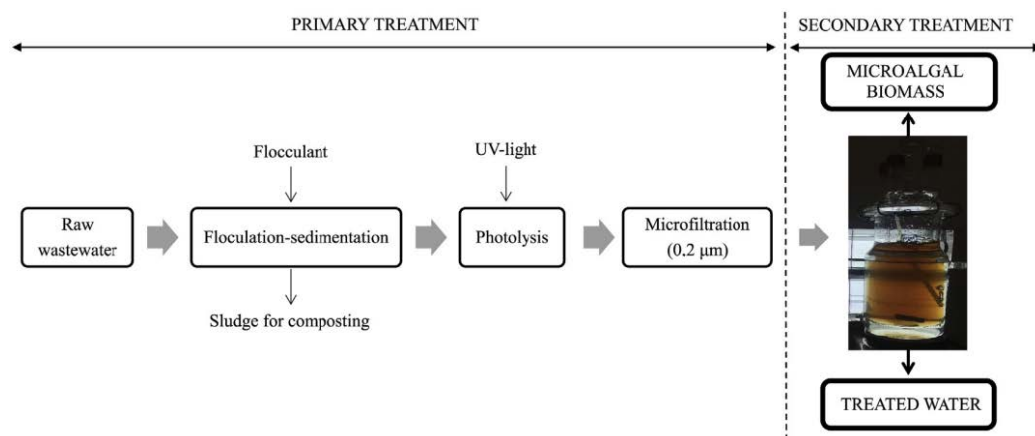 PRIMARY TREATMENT
SECONDARY TREATMENT
MICROALGAL
BIOMASS
Flocculant
UV-light
Raw
wastewater
Floculation-sedimentation
Photolysis
Microfiltration
(0,2 μm)
Sludge for composting
TREATED WATER